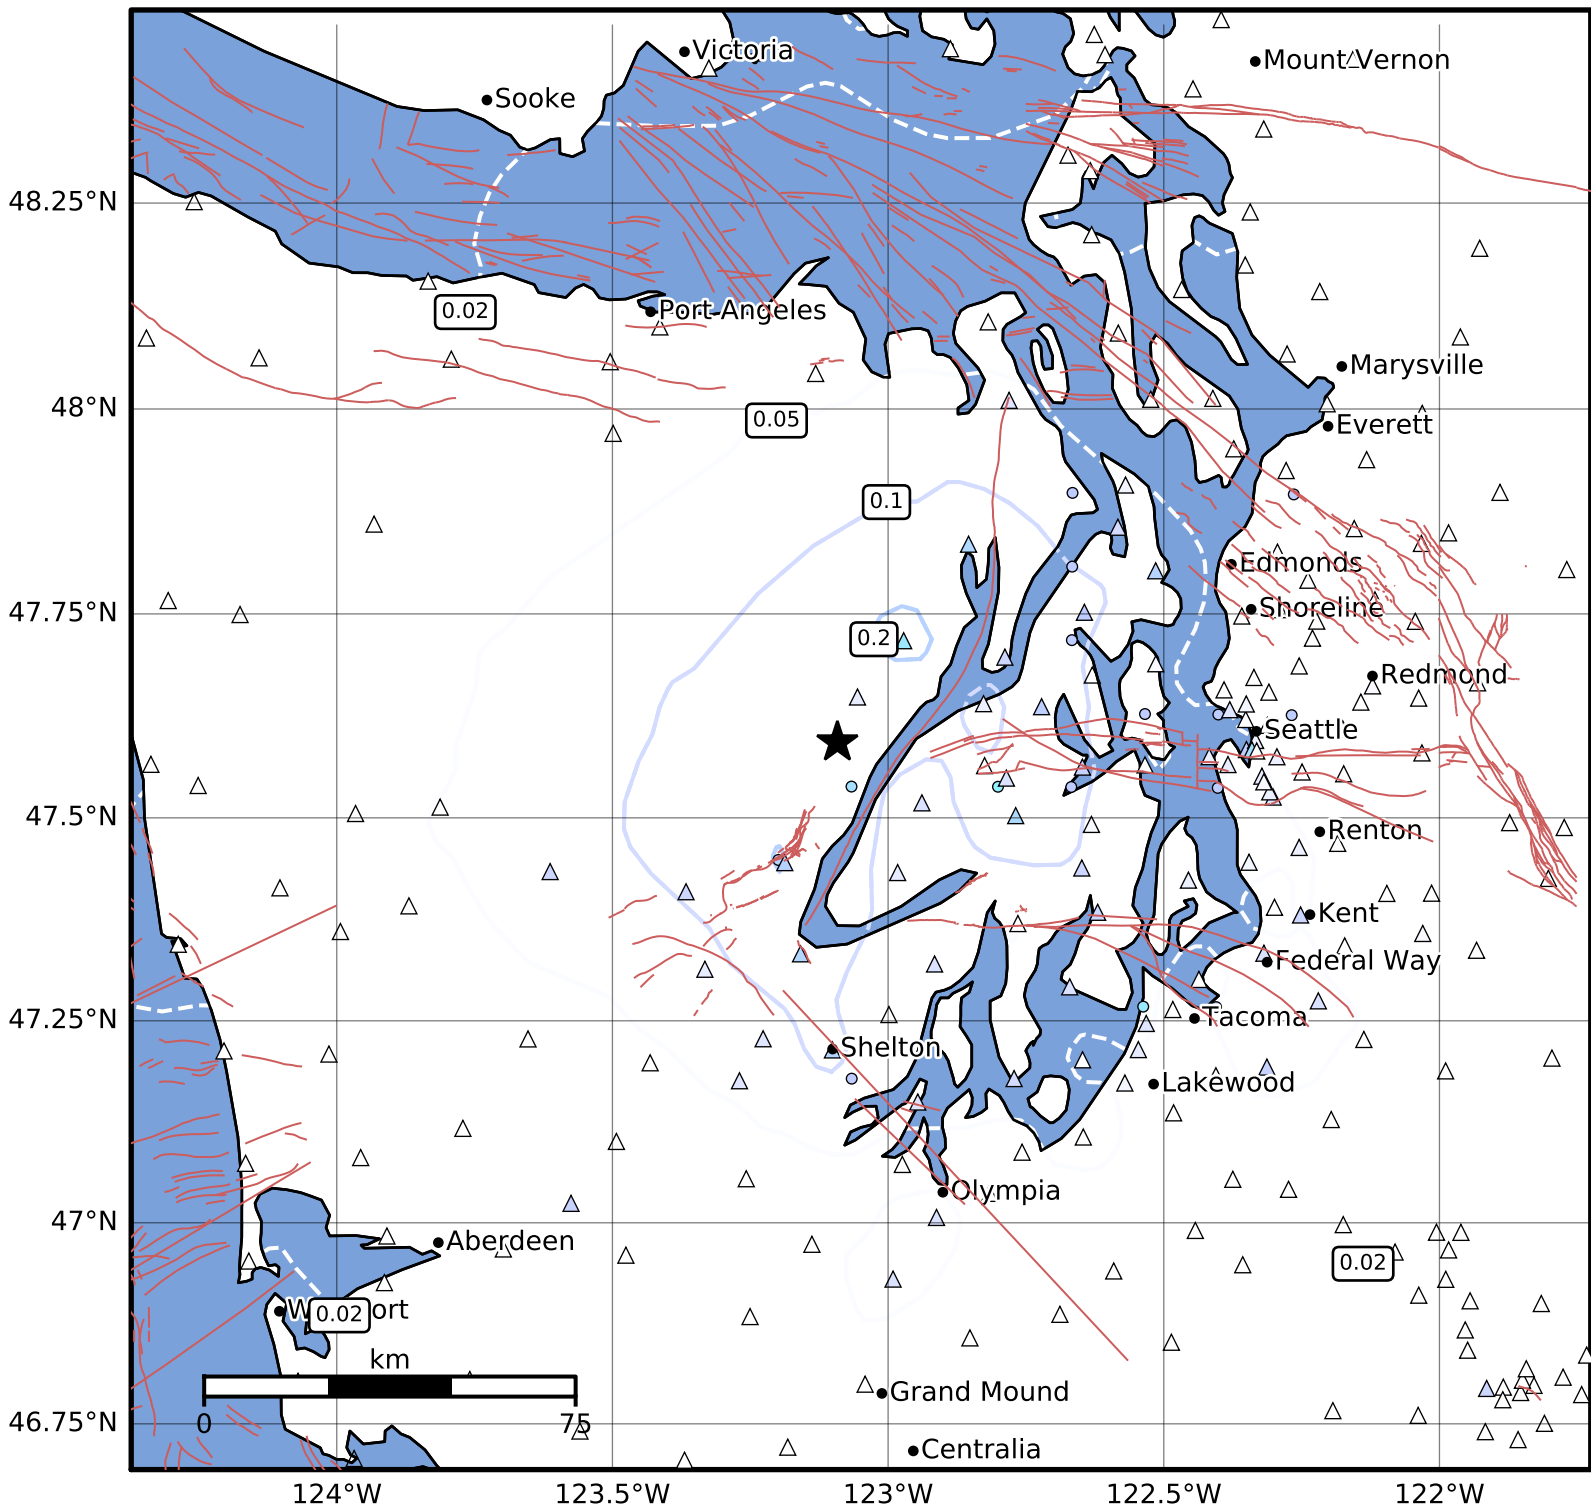 Victoria
Mount Vernon
Sooke
48.25°N
0.02
Port Angeles
Marysville
48°N
0.05
Everett
0.1
Edmonds
Shoreline
47.75°N
0.2
Redmond
Seattle
47.5°N
Renton
Kent
Federal Way
47.25°N
Tacoma
Shelton
Lakewood
Olympia
47°N
Aberdeen
0.02
0.02
km
0
75
Grand Mound
46.75°N
Centralia
124°W
123.5°W
123°W
122.5°W
122°W